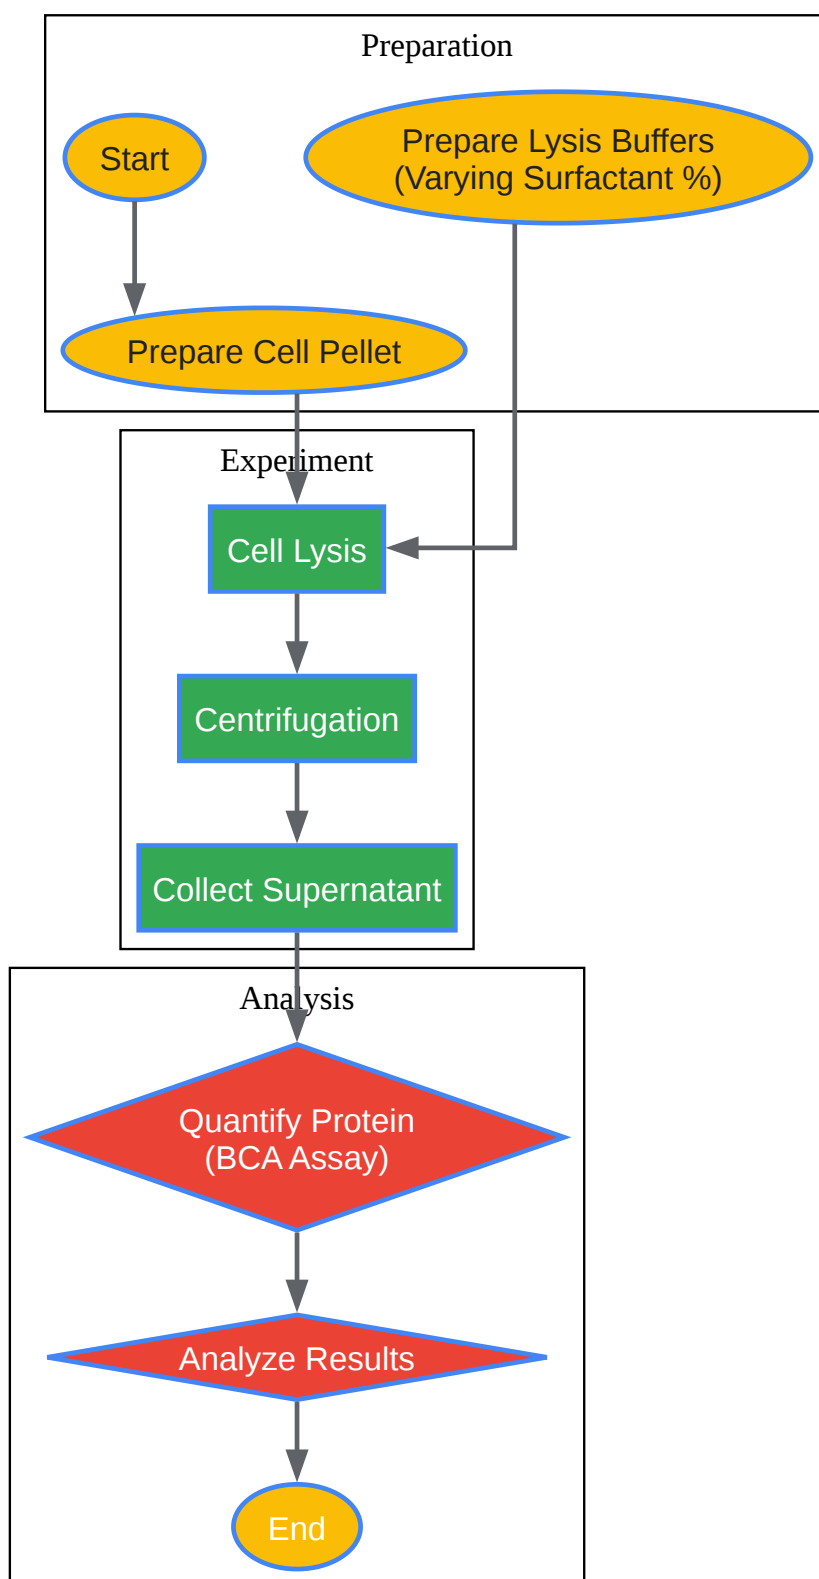 Preparation
Start
Prepare Lysis Buffers
(Varying Surfactant %)
Prepare Cell Pellet
Experiment
Cell Lysis
Centrifugation
Collect Supernatant
Analysis
Quantify Protein
(BCA Assay)
Analyze Results
End